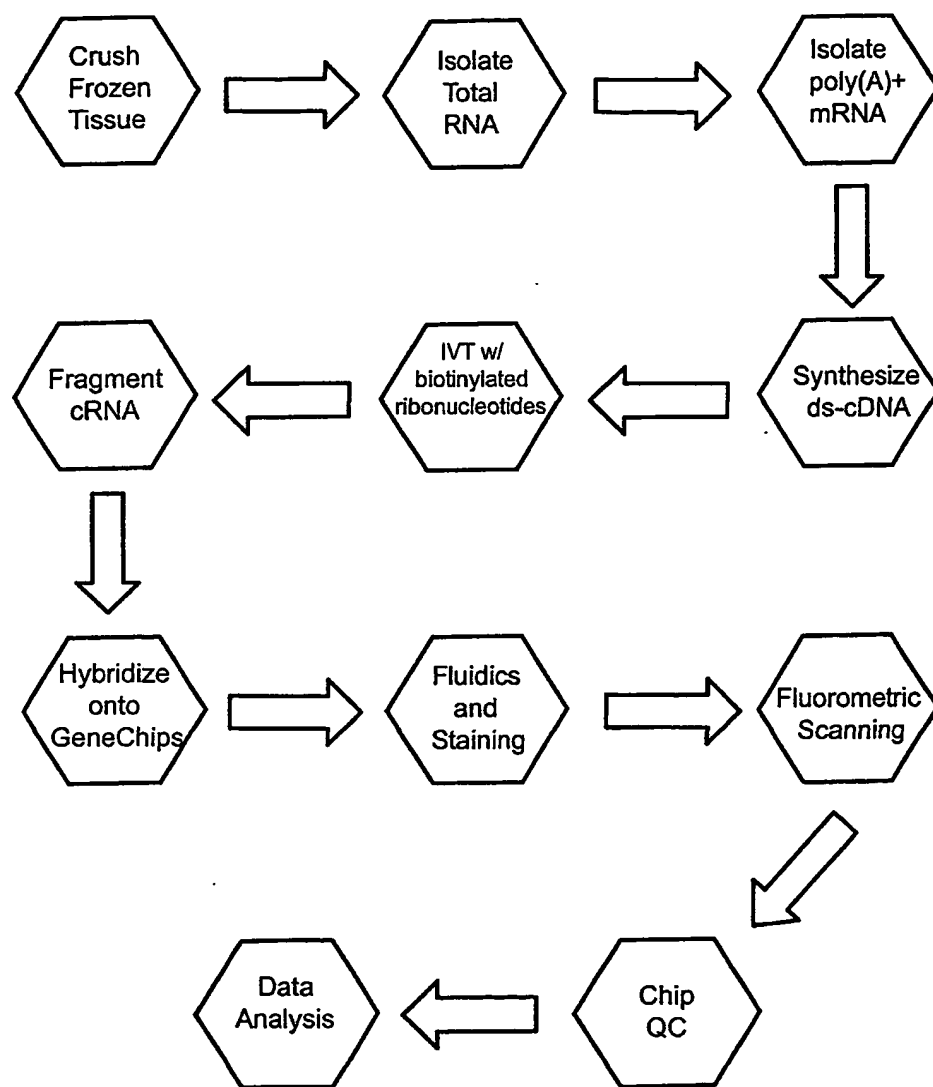 Crush
Frozen
Tissue
Isolate
Total
RNA
Isolate
poly(A)+
mRNA
Synthesize
ds-cDNA
IVT w/
biotinylated
ribonucleotides
Fragment
cRNA
Hybridize
onto
GeneChips
Fluidics
and
Staining
Fluorometric
Scanning
Chip
QC
Data
Analysis